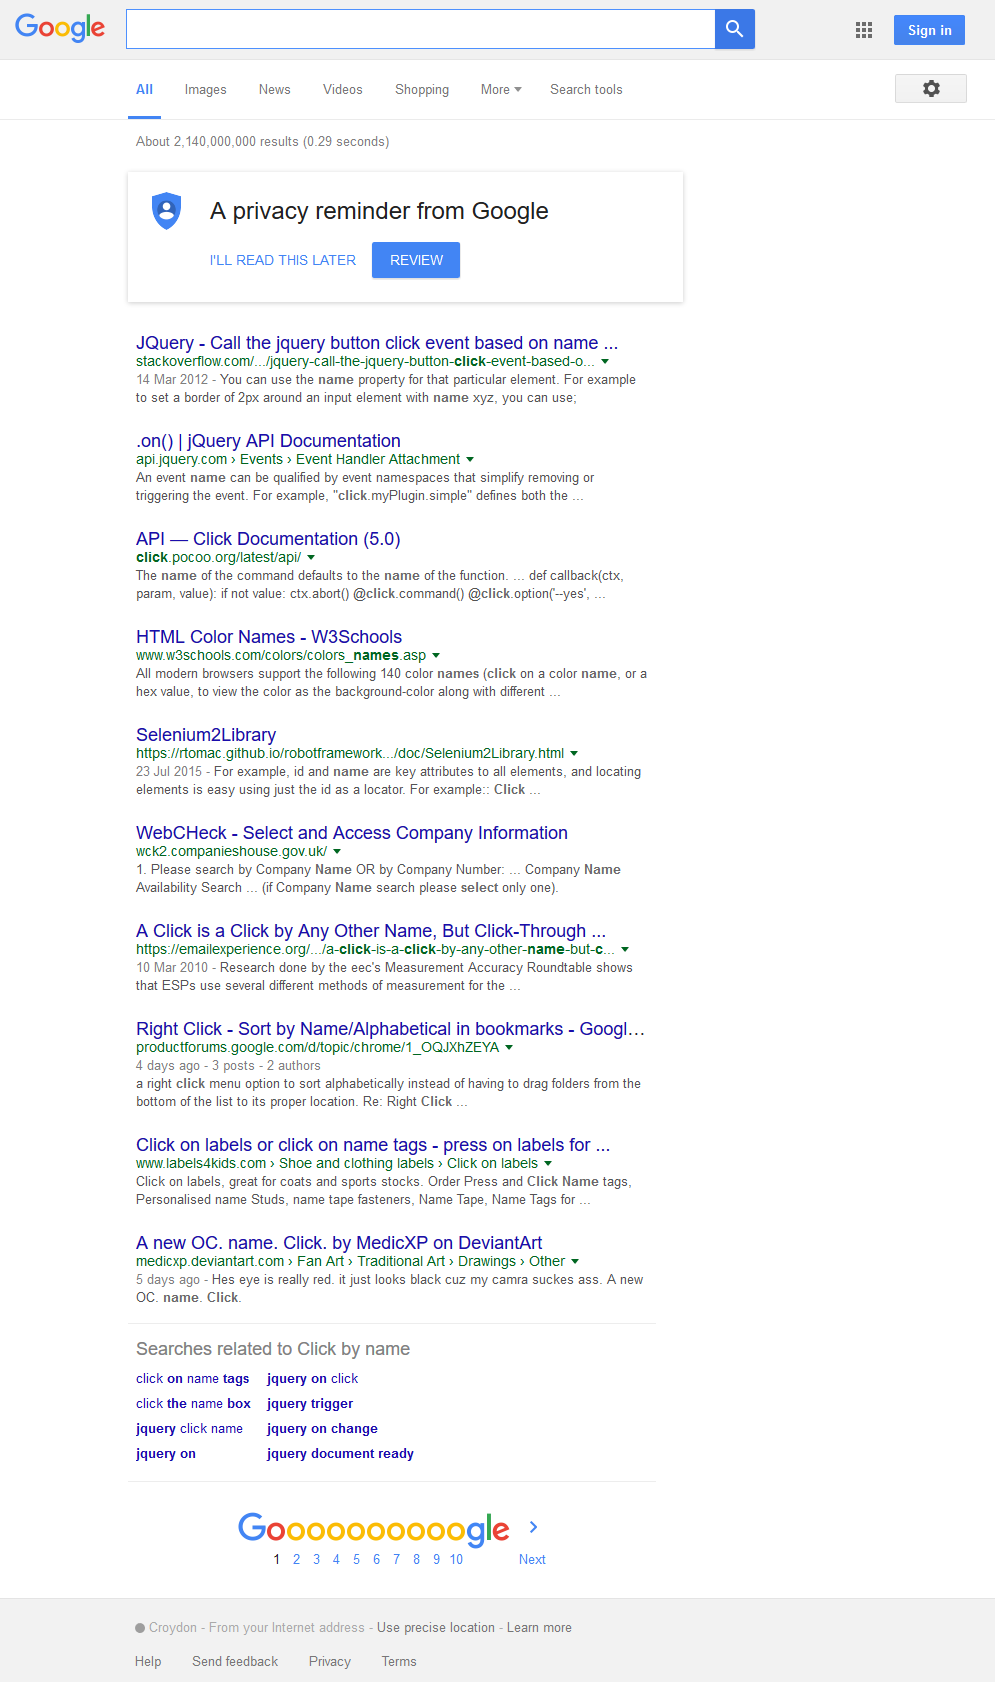 Google
Sign in
All Images News Videos Shopping More Search tools
About 2,140,000,000 results (0.29 seconds)
A privacy reminder from Google
I'LL READ THIS LATER REVIEW
JQuery - Call the jquery button click event based on name ...
stackoverflow.com/.../jquery-call-the-jquery-button-click-event-based-o...
14 Mar 2012 - You can use the name property for that particular element. For example
to set a border of 2px around an input element with name xyz, you can use;
.on() | jQuery API Documentation
api.jquery.com › Events › Event Handler Attachment
An event name can be qualified by event namespaces that simplify removing or
triggering the event. For example, "click.myPlugin.simple" defines both the ...
API — Click Documentation (5.0)
click.pocoo.org/latest/api/
The name of the command defaults to the name of the function. ... def callback(ctx,
param, value): if not value: ctx.abort() @click.command() @click.option('--yes', ...
HTML Color Names - W3Schools
www.w3schools.com/colors/colors_names.asp
All modern browsers support the following 140 color names (click on a color name, or a
hex value, to view the color as the background-color along with different ...
Selenium2Library
https://rtomac.github.io/robotframework.../doc/Selenium2Library.html
23 Jul 2015 - For example, id and name are key attributes to all elements, and locating
elements is easy using just the id as a locator. For example:: Click ...
WebCHeck - Select and Access Company Information
wck2.companieshouse.gov.uk/
1. Please search by Company Name OR by Company Number: ... Company Name
Availability Search ... (if Company Name search please select only one).
A Click is a Click by Any Other Name, But Click-Through ...
https://emailexperience.org/.../a-click-is-a-click-by-any-other-name-but-c...
10 Mar 2010 - Research done by the eec's Measurement Accuracy Roundtable shows
that ESPs use several different methods of measurement for the ...
Right Click - Sort by Name/Alphabetical in bookmarks - Googl...
productforums.google.com/d/topic/chrome/1_OQJXhZEYA
4 days ago - 3 posts - 2 authors
a right click menu option to sort alphabetically instead of having to drag folders from the
bottom of the list to its proper location. Re: Right Click ...
Click on labels or click on name tags - press on labels for ...
www.labels4kids.com › Shoe and clothing labels › Click on labels
Click on labels, great for coats and sports stocks. Order Press and Click Name tags,
Personalised name Studs, name tape fasteners, Name Tape, Name Tags for ...
A new OC. name. Click. by MedicXP on DeviantArt
medicxp.deviantart.com › Fan Art › Traditional Art › Drawings › Other
5 days ago - Hes eye is really red. it just looks black cuz my camra suckes ass. A new
OC. name. Click.
Searches related to Click by name
click on name tags jquery on click
click the name box jquery trigger
jquery click name jquery on change
jquery on jquery document ready
Goooooooooogle
1 2 3 4 5 6 7 8 9 10 Next
Croydon - From your Internet address - Use precise location - Learn more
Help Send feedback Privacy Terms